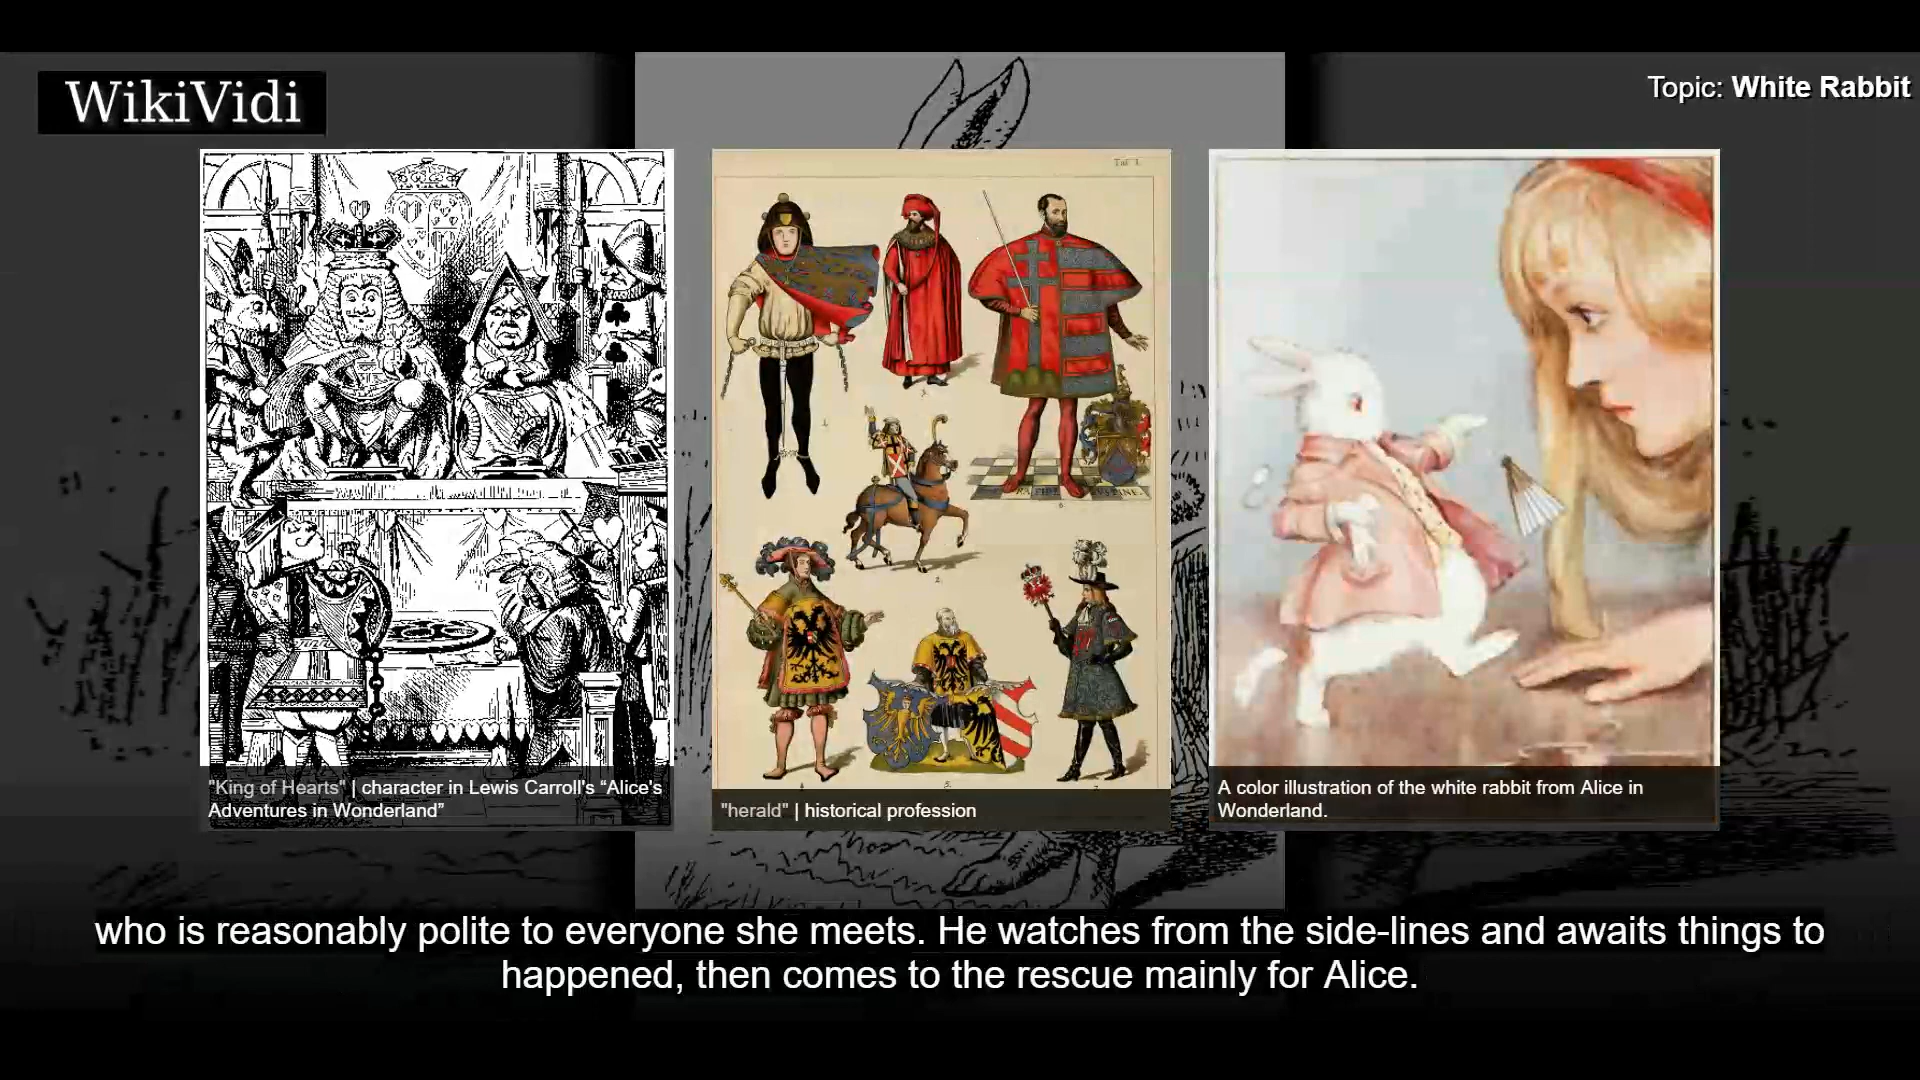 WikiVidi
Topic: White Rabbit
"King of Hearts" | character in Lewis Carroll's “Alice's
Adventures in Wonderland”
"herald" | historical profession
A color illustration of the white rabbit from Alice in
Wonderland.
who is reasonably polite to everyone she meets. He watches from the side-lines and awaits things to
happened, then comes to the rescue mainly for Alice.